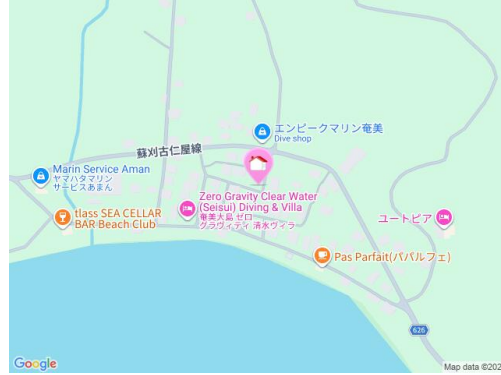 エンピークマリン奄美
Dive shop
蘇刈古仁屋線
Marin Service Aman
ヤマハタマリン
サービスあまん
Zero Gravity Clear Water
(Seisui) Diving & Villa
奄美大島 ゼロ
グラヴィティ 清水ヴィラ
tlass SEA CELLAR
BAR Beach Club
ユートピア
Pas Parfait(パパルフェ)
626
Google
Map data ©202